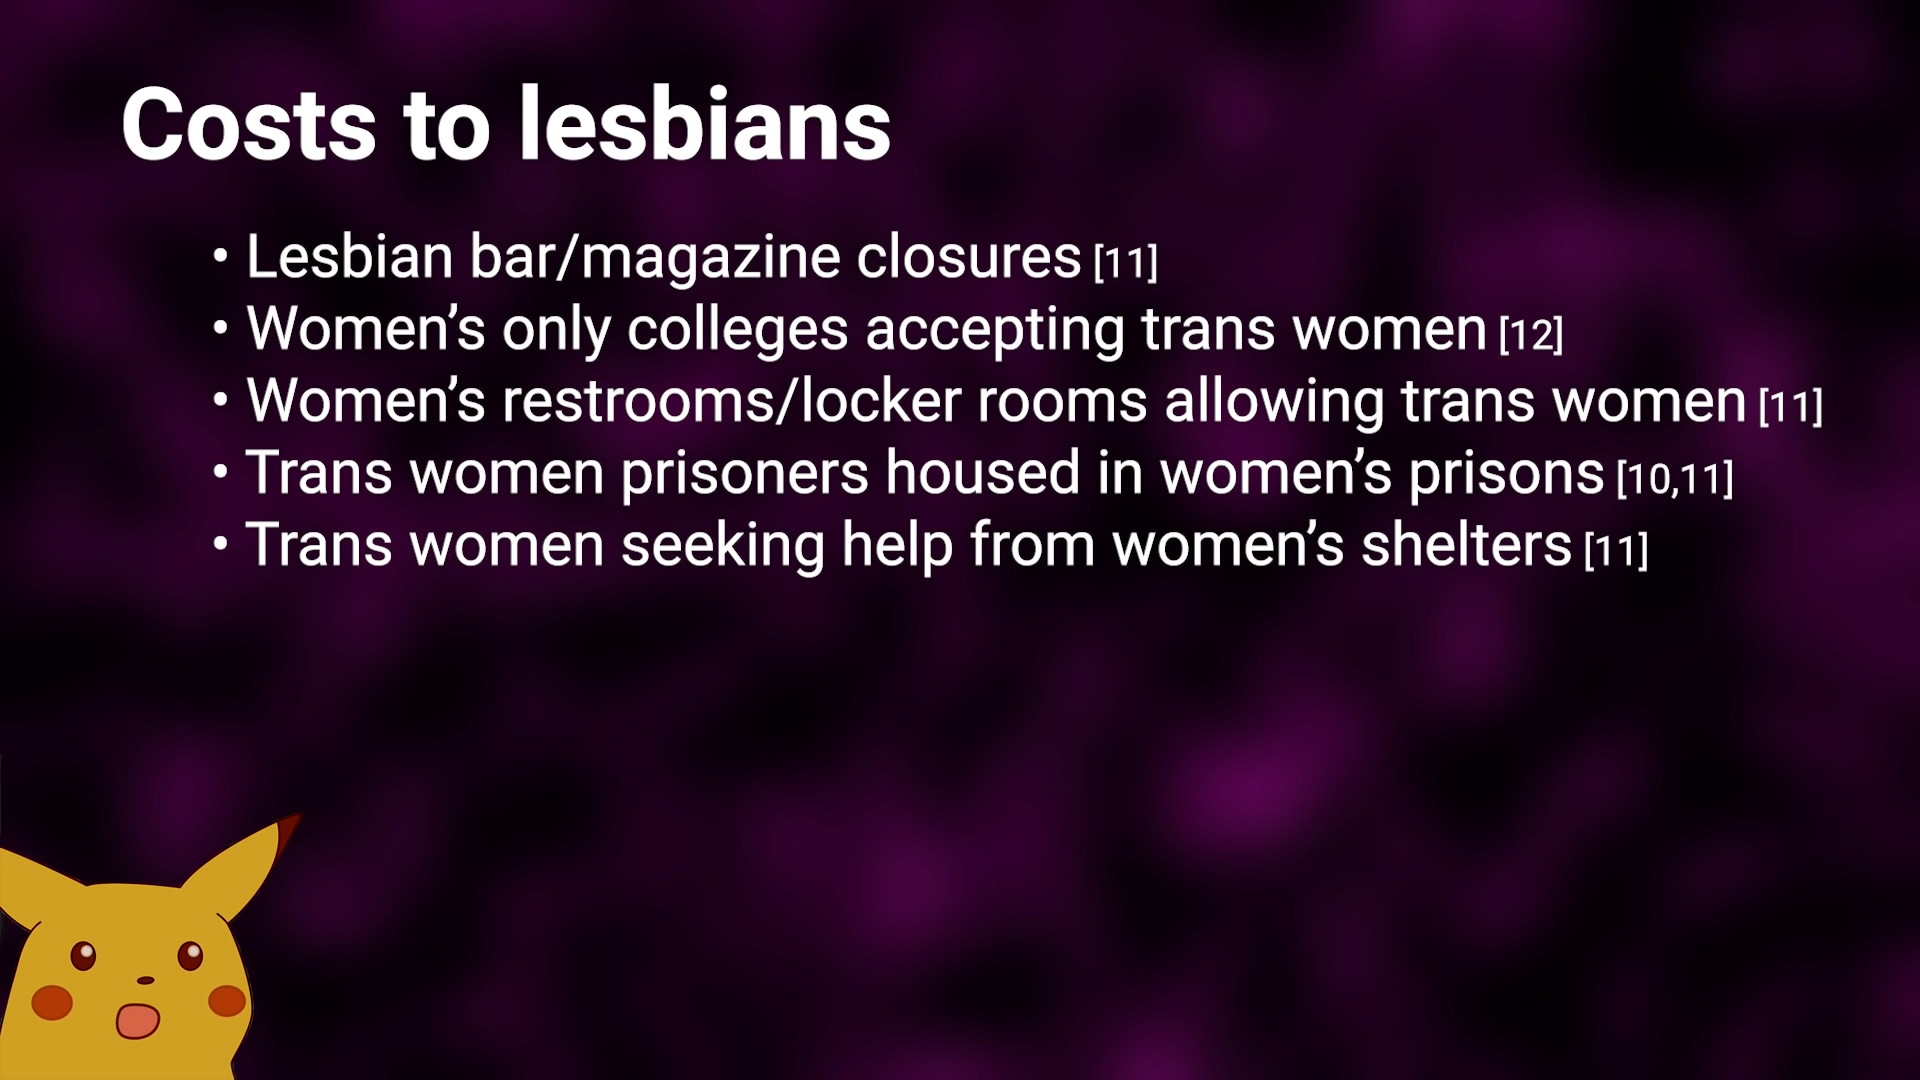 Costs to lesbians
• Lesbian bar/magazine closures [11]
• Women’s only colleges accepting trans women [12]
• Women’s restrooms/locker rooms allowing trans women [11]
• Trans women prisoners housed in women’s prisons [10,11]
• Trans women seeking help from women’s shelters [11]